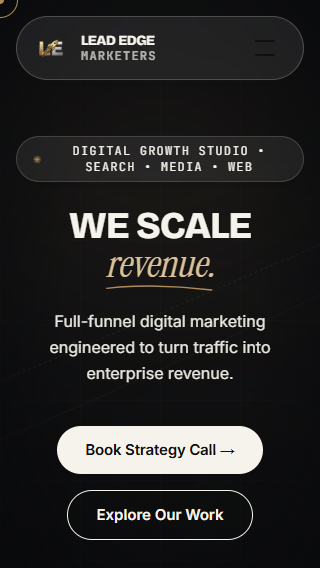 LE
LEAD EDGE
MARKETERS
DIGITAL GROWTH STUDIO •
SEARCH • MEDIA • WEB
WE SCALE
revenue.
Full-funnel digital marketing
engineered to turn traffic into
enterprise revenue.
Book Strategy Call →
Explore Our Work